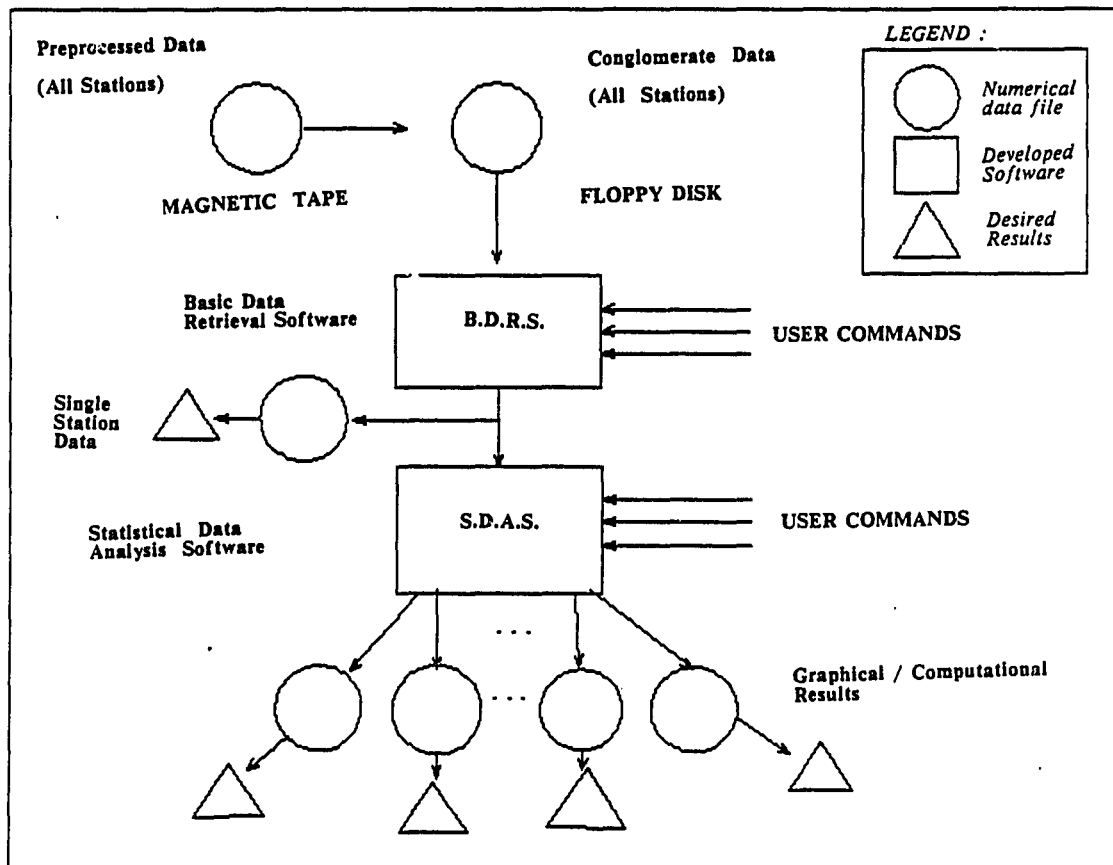 Preprocessed Data
(All Stations)
Conglomerate Data
(All Stations)
LEGEND :
Numerical
data file
Developed
Software
Desired
Results
MAGNETIC TAPE
FLOPPY DISK
Basic Data
Retrieval Software
B.D.R.S.
USER COMMANDS
Single
Station
Data
Statistical Data
Analysis Software
S.D.A.S.
USER COMMANDS
. . .
. . .
Graphical / Computational
Results